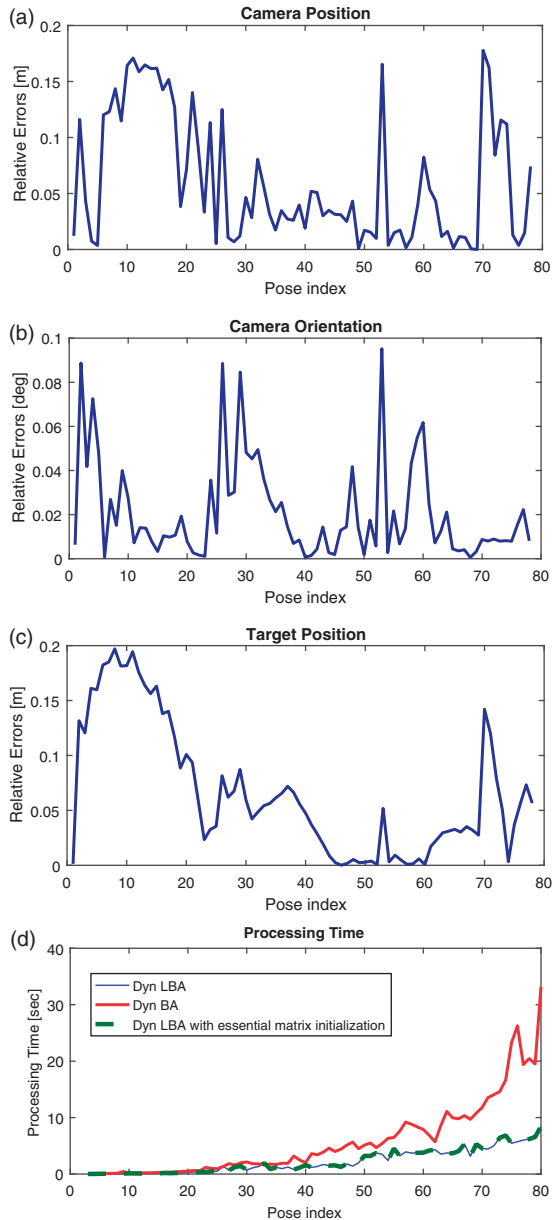 (a)
Camera Position
Relative Errors [m]
0.2
0.15
0.1
0.05
0
0 10 20 30 40 50 60 70 80
Pose index
(b)
Camera Orientation
Relative Errors [deg]
0.1
0.08
0.06
0.04
0.02
0
0 10 20 30 40 50 60 70 80
Pose index
(c)
Target Position
Relative Errors [m]
0.2
0.15
0.1
0.05
0
0 10 20 30 40 50 60 70 80
Pose index
(d)
Processing Time
Processing Time [sec]
40
30
20
10
0
Dyn LBA
Dyn BA
Dyn LBA with essential matrix initialization
0 10 20 30 40 50 60 70 80
Pose index